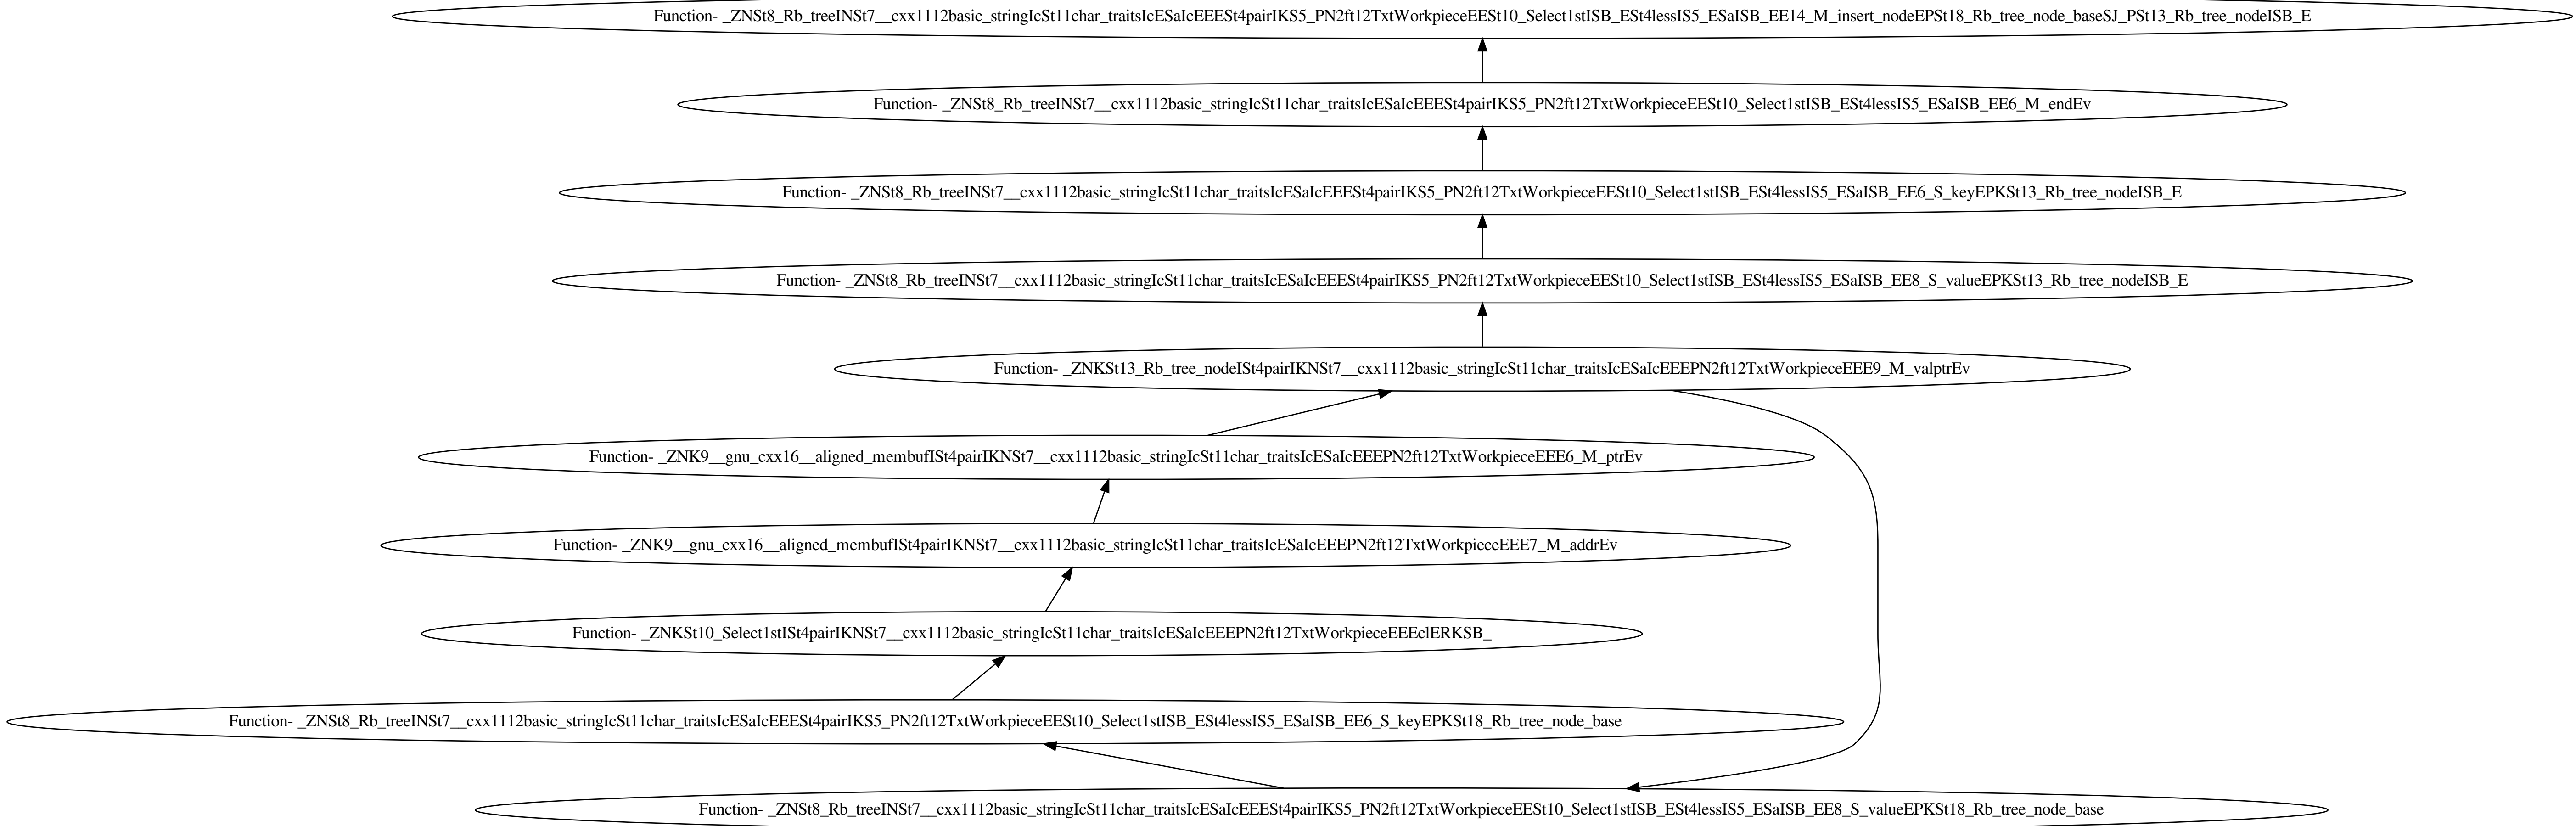 Function- _ZNSt8_Rb_treeINSt7__cxx1112basic_stringIcSt11char_traitsIcESaIcEEESt4pairIKS5_PN2ft12TxtWorkpieceEESt10_Select1stISB_ESt4lessIS5_ESaISB_EE14_M_insert_nodeEPSt18_Rb_tree_node_baseSJ_PSt13_Rb_tree_nodeISB_E
Function- _ZNSt8_Rb_treeINSt7__cxx1112basic_stringIcSt11char_traitsIcESaIcEEESt4pairIKS5_PN2ft12TxtWorkpieceEESt10_Select1stISB_ESt4lessIS5_ESaISB_EE6_M_endEv
Function- _ZNSt8_Rb_treeINSt7__cxx1112basic_stringIcSt11char_traitsIcESaIcEEESt4pairIKS5_PN2ft12TxtWorkpieceEESt10_Select1stISB_ESt4lessIS5_ESaISB_EE6_S_keyEPKSt13_Rb_tree_nodeISB_E
Function- _ZNSt8_Rb_treeINSt7__cxx1112basic_stringIcSt11char_traitsIcESaIcEEESt4pairIKS5_PN2ft12TxtWorkpieceEESt10_Select1stISB_ESt4lessIS5_ESaISB_EE8_S_valueEPKSt13_Rb_tree_nodeISB_E
Function- _ZNKSt13_Rb_tree_nodeISt4pairIKNSt7__cxx1112basic_stringIcSt11char_traitsIcESaIcEEEPN2ft12TxtWorkpieceEEE9_M_valptrEv
Function- _ZNK9__gnu_cxx16__aligned_membufISt4pairIKNSt7__cxx1112basic_stringIcSt11char_traitsIcESaIcEEEPN2ft12TxtWorkpieceEEE6_M_ptrEv
Function- _ZNK9__gnu_cxx16__aligned_membufISt4pairIKNSt7__cxx1112basic_stringIcSt11char_traitsIcESaIcEEEPN2ft12TxtWorkpieceEEE7_M_addrEv
Function- _ZNKSt10_Select1stISt4pairIKNSt7__cxx1112basic_stringIcSt11char_traitsIcESaIcEEEPN2ft12TxtWorkpieceEEEclERKSB_
Function- _ZNSt8_Rb_treeINSt7__cxx1112basic_stringIcSt11char_traitsIcESaIcEEESt4pairIKS5_PN2ft12TxtWorkpieceEESt10_Select1stISB_ESt4lessIS5_ESaISB_EE6_S_keyEPKSt18_Rb_tree_node_base
Function- _ZNSt8_Rb_treeINSt7__cxx1112basic_stringIcSt11char_traitsIcESaIcEEESt4pairIKS5_PN2ft12TxtWorkpieceEESt10_Select1stISB_ESt4lessIS5_ESaISB_EE8_S_valueEPKSt18_Rb_tree_node_base